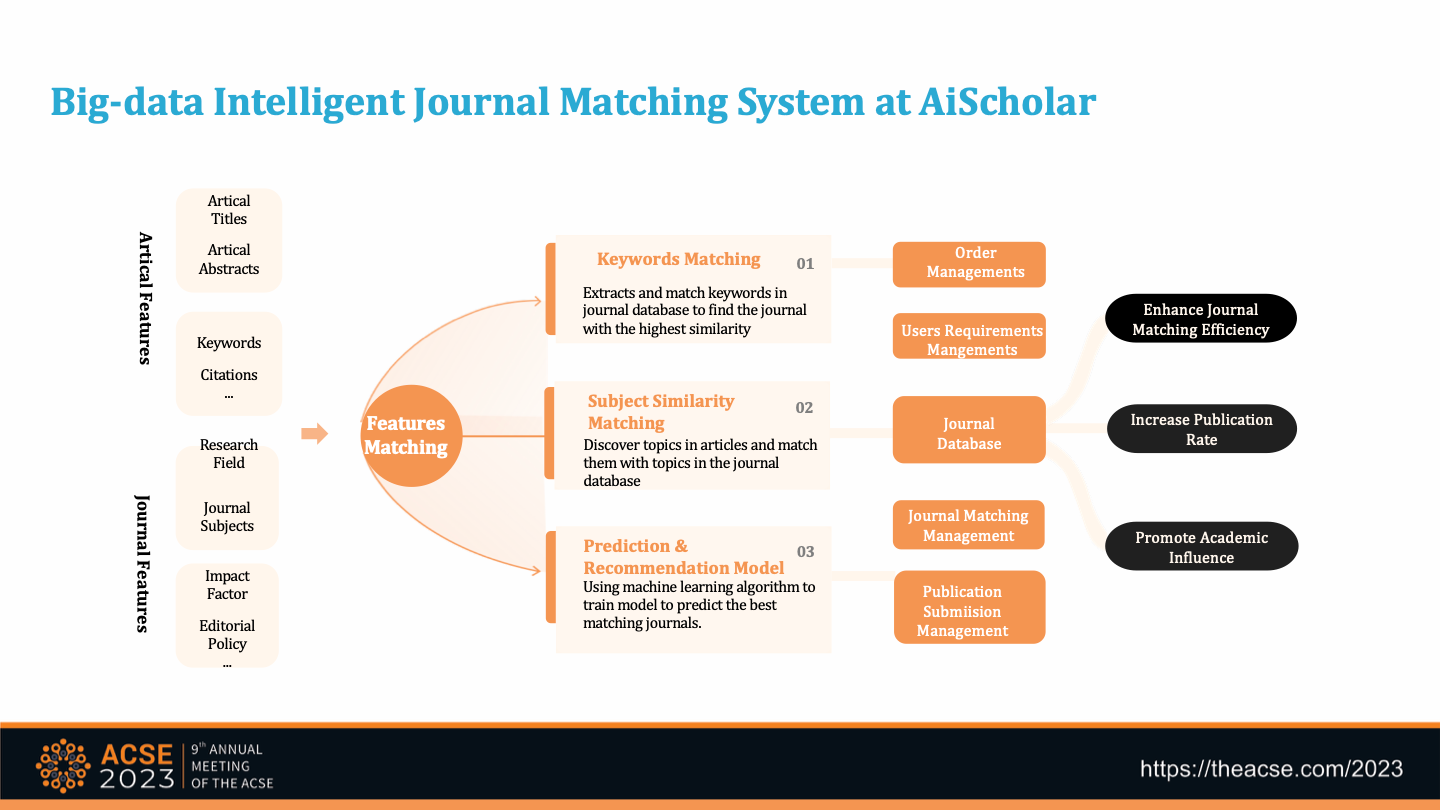 Big-data Intelligent Journal Matching System at AiScholar
Artical Features
Artical
Titles
Artical
Abstracts
Keywords
Citations
...
Journal Features
Research
Field
Journal
Subjects
Impact
Factor
Editorial
Policy
...
Features
Matching
Keywords Matching
01
Extracts and match keywords in
journal database to find the journal
with the highest similarity
Subject Similarity
Matching
02
Discover topics in articles and match
them with topics in the journal
database
Prediction &
Recommendation Model
03
Using machine learning algorithm to
train model to predict the best
matching journals.
Order
Managements
Users Requirements
Mangements
Journal
Database
Journal Matching
Management
Publication
Submiision
Management
Enhance Journal
Matching Efficiency
Increase Publication
Rate
Promote Academic
Influence
ACSE
2023
9th ANNUAL
MEETING
OF THE ACSE
https://theacse.com/2023